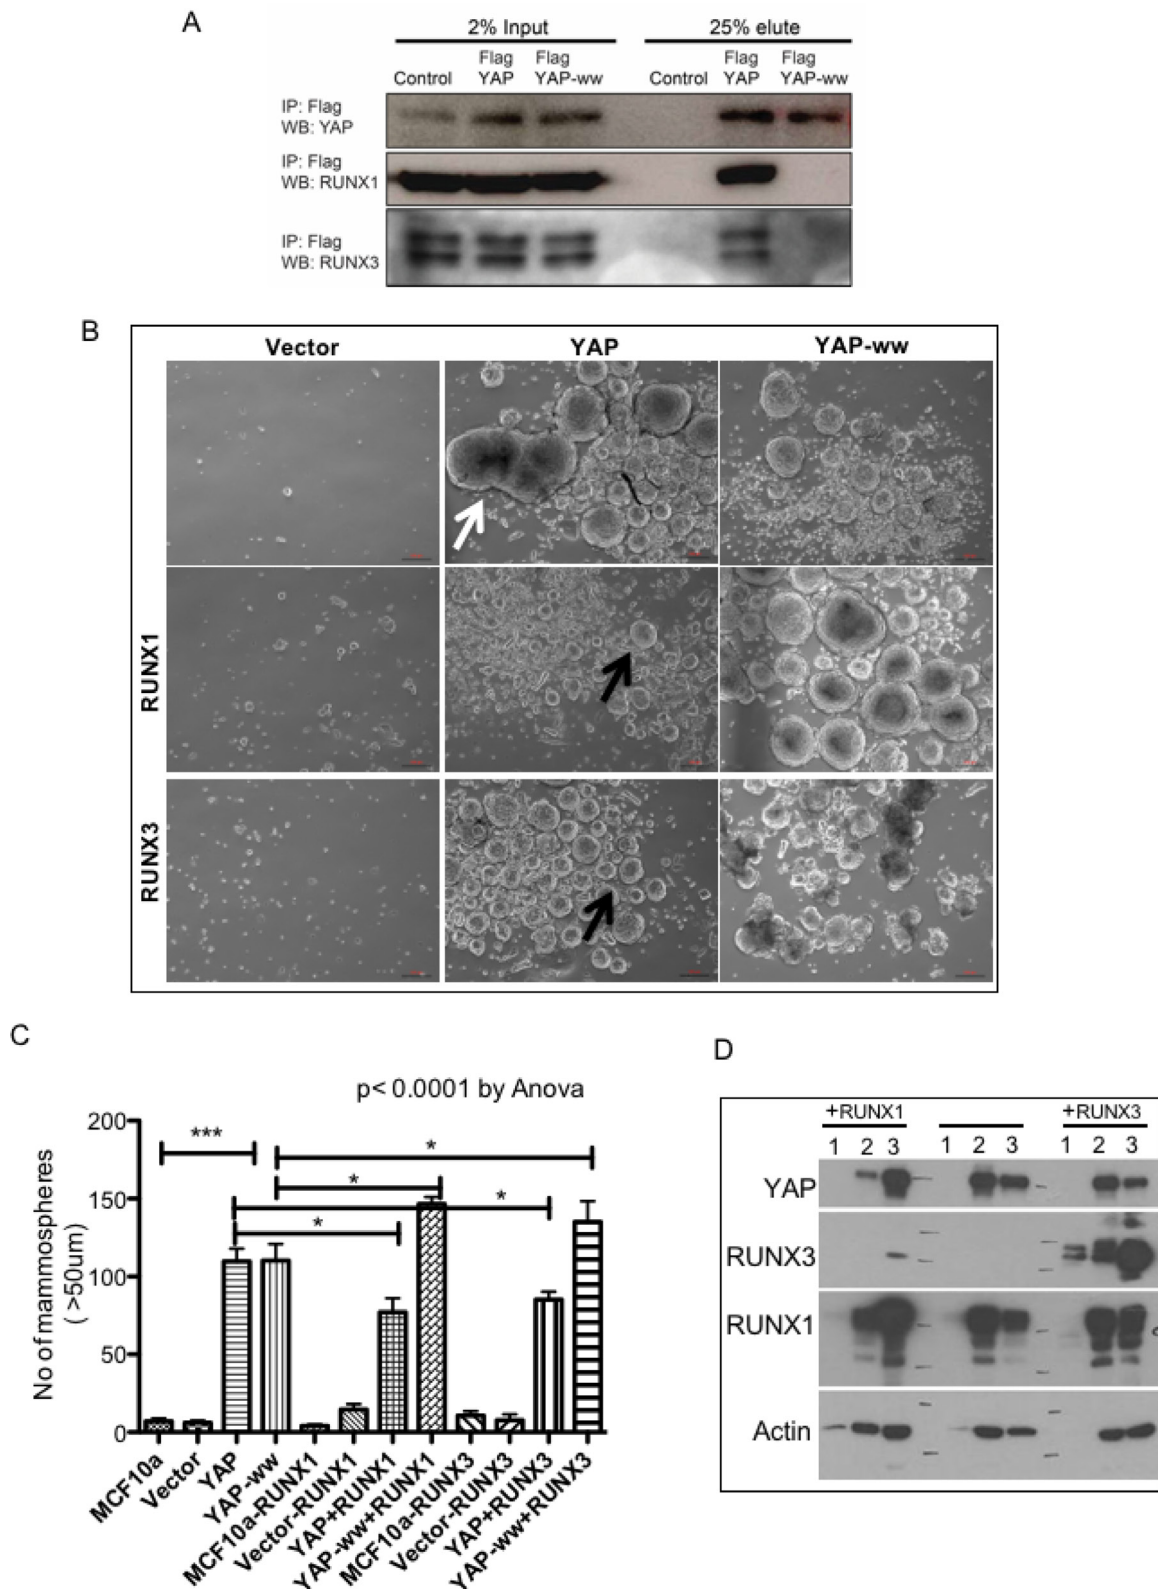 A
2% Input
25% elute
Control
Flag
YAP
Flag
YAP-ww
Control
Flag
YAP
Flag
YAP-ww
IP: Flag
WB: YAP
IP: Flag
WB: RUNX1
IP: Flag
WB: RUNX3
B
Vector
YAP
YAP-ww
RUNX1
RUNX3
C
p< 0.0001 by Anova
No of mammospheres
( >50um)
200
150
100
50
0
***
*
*
*
*
MCF10a
Vector
YAP
YAP-ww
MCF10a-RUNX1
Vector-RUNX1
YAP+RUNX1
YAP-ww+RUNX1
MCF10a-RUNX3
Vector-RUNX3
YAP+RUNX3
YAP-ww+RUNX3
D
+RUNX1
+RUNX3
1 2 3
1 2 3
1 2 3
YAP
RUNX3
RUNX1
Actin